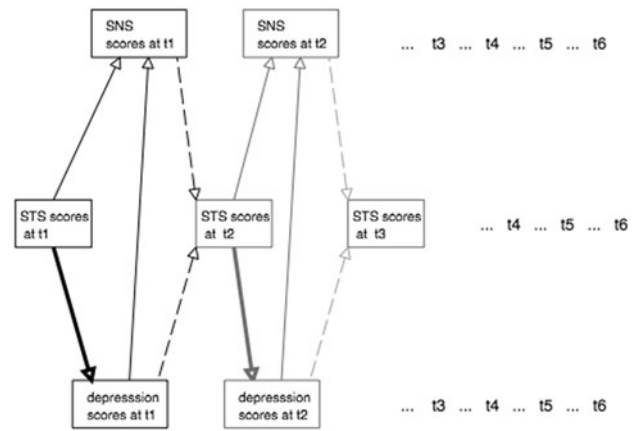 SNS
scores at t1
SNS
scores at t2
... t3 ... t4 ... t5 ... t6
STS scores
at t1
STS scores
at t2
STS scores
at t3
... t4 ... t5 ... t6
depresssion
scores at t1
depresssion
scores at t2
... t3 ... t4 ... t5 ... t6